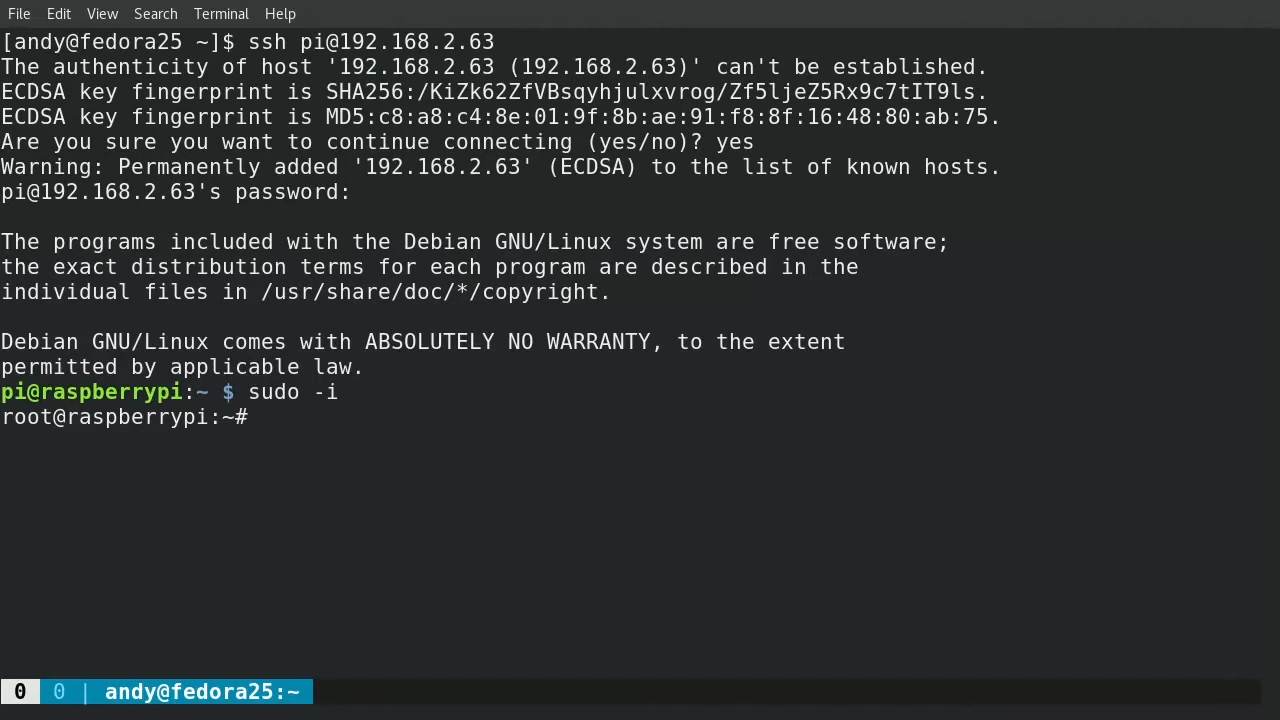 File Edit View Search Terminal Help
[andy@fedora25 ~]$ ssh pi@192.168.2.63
The authenticity of host '192.168.2.63 (192.168.2.63)' can't be established.
ECDSA key fingerprint is SHA256:/KiZk62ZfVBsqyhjulxvrog/Zf5ljeZ5Rx9c7tIT9ls.
ECDSA key fingerprint is MD5:c8:a8:c4:8e:01:9f:8b:ae:91:f8:8f:16:48:80:ab:75.
Are you sure you want to continue connecting (yes/no)? yes
Warning: Permanently added '192.168.2.63' (ECDSA) to the list of known hosts.
pi@192.168.2.63's password:
The programs included with the Debian GNU/Linux system are free software;
the exact distribution terms for each program are described in the
individual files in /usr/share/doc/*/copyright.
Debian GNU/Linux comes with ABSOLUTELY NO WARRANTY, to the extent
permitted by applicable law.
pi@raspberrypi:~ $ sudo -i
root@raspberrypi:~#
0 0 | andy@fedora25:~